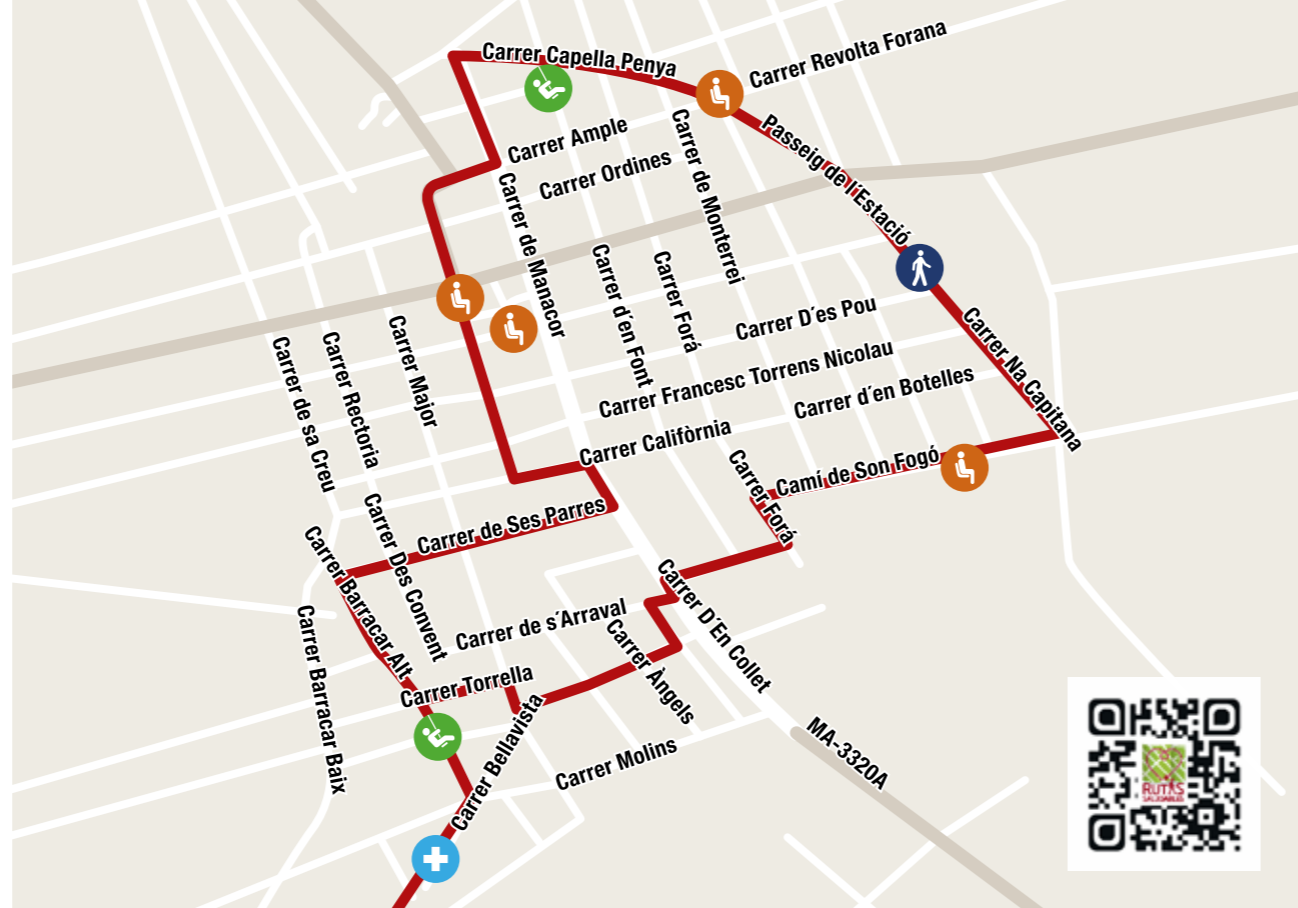 Carrer Capella Penya
Carrer Revolta Forana
Carrer Ample
Carrer Ordines
Carrer de Monterrei
Passeig de l´Estació
Carrer de Manacor
Carrer d´en Font
Carrer Forá
Carrer D´es Pou
Carrer Na Capitana
Carrer de sa Creu
Carrer Rectoria
Carrer Major
Carrer Francesc Torrens Nicolau
Carrer d´en Botelles
Carrer Califòrnia
Carrer Forá
Camí de Son Fogó
Carrer de Ses Parres
Carrer Des Convent
Carrer Barracar Alt
Carrer Barracar Baix
Carrer de s´Arraval
Carrer D´En Collet
Carrer Àngels
Carrer Torrella
Carrer Bellavista
Carrer Molins
MA-3320A
RUTAS
SALUDABLES